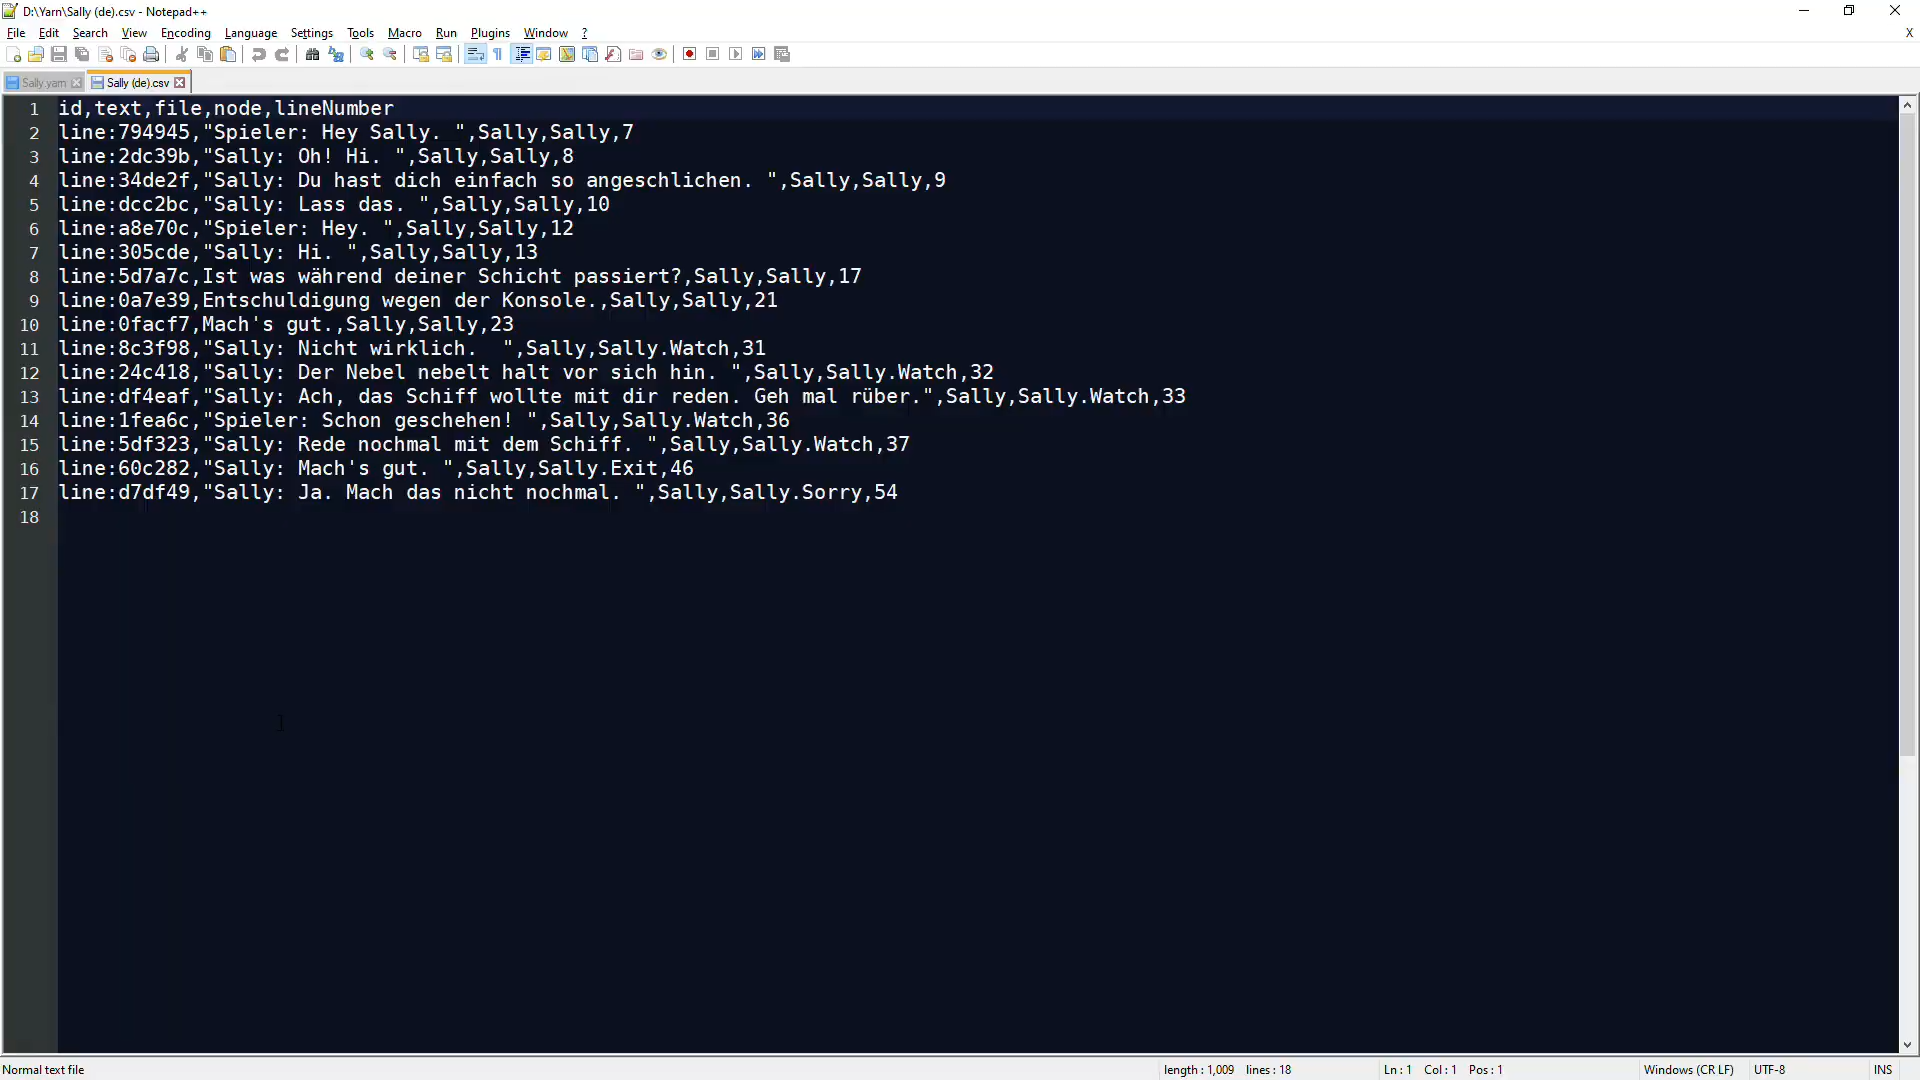 D:\Yarn\Sally (de).csv - Notepad++
File Edit Search View Encoding Language Settings Tools Macro Run Plugins Window ? X
Sally.yarn Sally (de).csv
1 id,text,file,node,lineNumber
2 line:794945,"Spieler: Hey Sally. ",Sally,Sally,7
3 line:2dc39b,"Sally: Oh! Hi. ",Sally,Sally,8
4 line:34de2f,"Sally: Du hast dich einfach so angeschlichen. ",Sally,Sally,9
5 line:dcc2bc,"Sally: Lass das. ",Sally,Sally,10
6 line:a8e70c,"Spieler: Hey. ",Sally,Sally,12
7 line:305cde,"Sally: Hi. ",Sally,Sally,13
8 line:5d7a7c,Ist was während deiner Schicht passiert?,Sally,Sally,17
9 line:0a7e39,Entschuldigung wegen der Konsole.,Sally,Sally,21
10 line:0facf7,Mach's gut.,Sally,Sally,23
11 line:8c3f98,"Sally: Nicht wirklich.  ",Sally,Sally.Watch,31
12 line:24c418,"Sally: Der Nebel nebelt halt vor sich hin. ",Sally,Sally.Watch,32
13 line:df4eaf,"Sally: Ach, das Schiff wollte mit dir reden. Geh mal rüber.",Sally,Sally.Watch,33
14 line:1fea6c,"Spieler: Schon geschehen! ",Sally,Sally.Watch,36
15 line:5df323,"Sally: Rede nochmal mit dem Schiff. ",Sally,Sally.Watch,37
16 line:60c282,"Sally: Mach's gut. ",Sally,Sally.Exit,46
17 line:d7df49,"Sally: Ja. Mach das nicht nochmal. ",Sally,Sally.Sorry,54
18
Normal text file length : 1,009 lines : 18 Ln : 1 Col : 1 Pos : 1 Windows (CR LF) UTF-8 INS